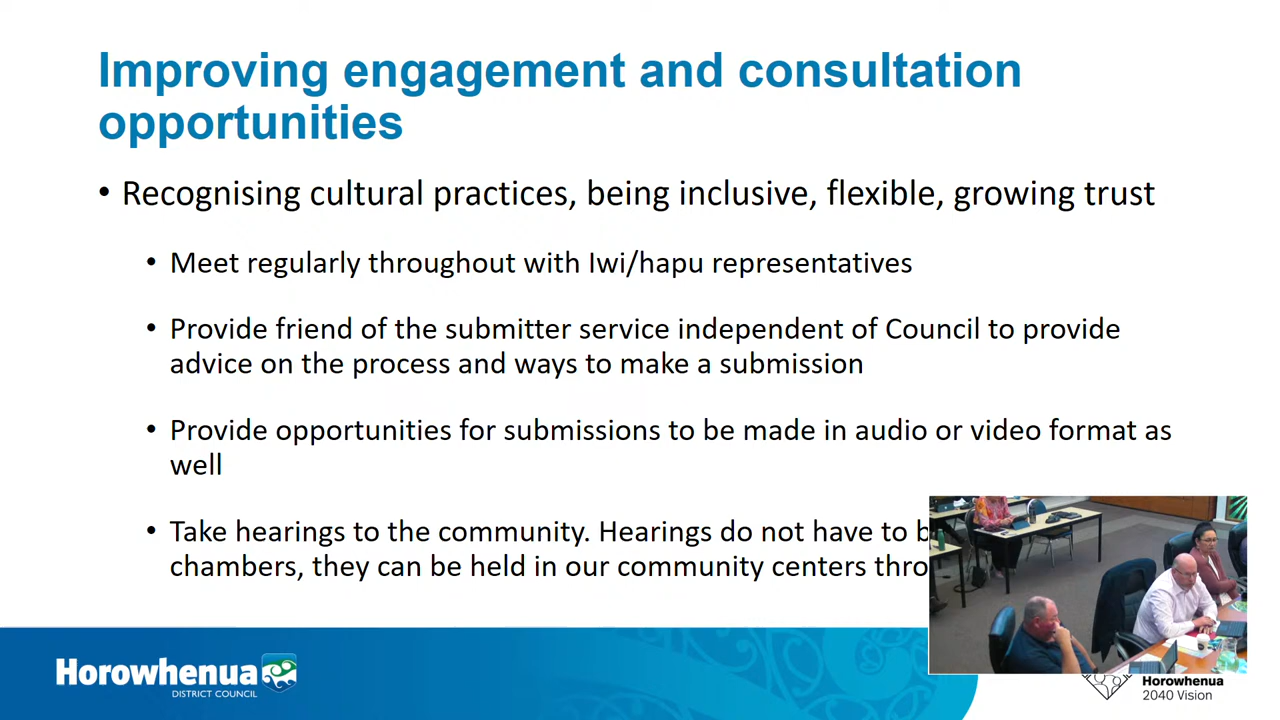 Improving engagement and consultation
opportunities
• Recognising cultural practices, being inclusive, flexible, growing trust
• Meet regularly throughout with Iwi/hapu representatives
• Provide friend of the submitter service independent of Council to provide
advice on the process and ways to make a submission
• Provide opportunities for submissions to be made in audio or video format as
well
• Take hearings to the community. Hearings do not have to
chambers, they can be held in our community centers
Horowhenua
DISTRICT COUNCIL
Horowhenua
2040 Vision